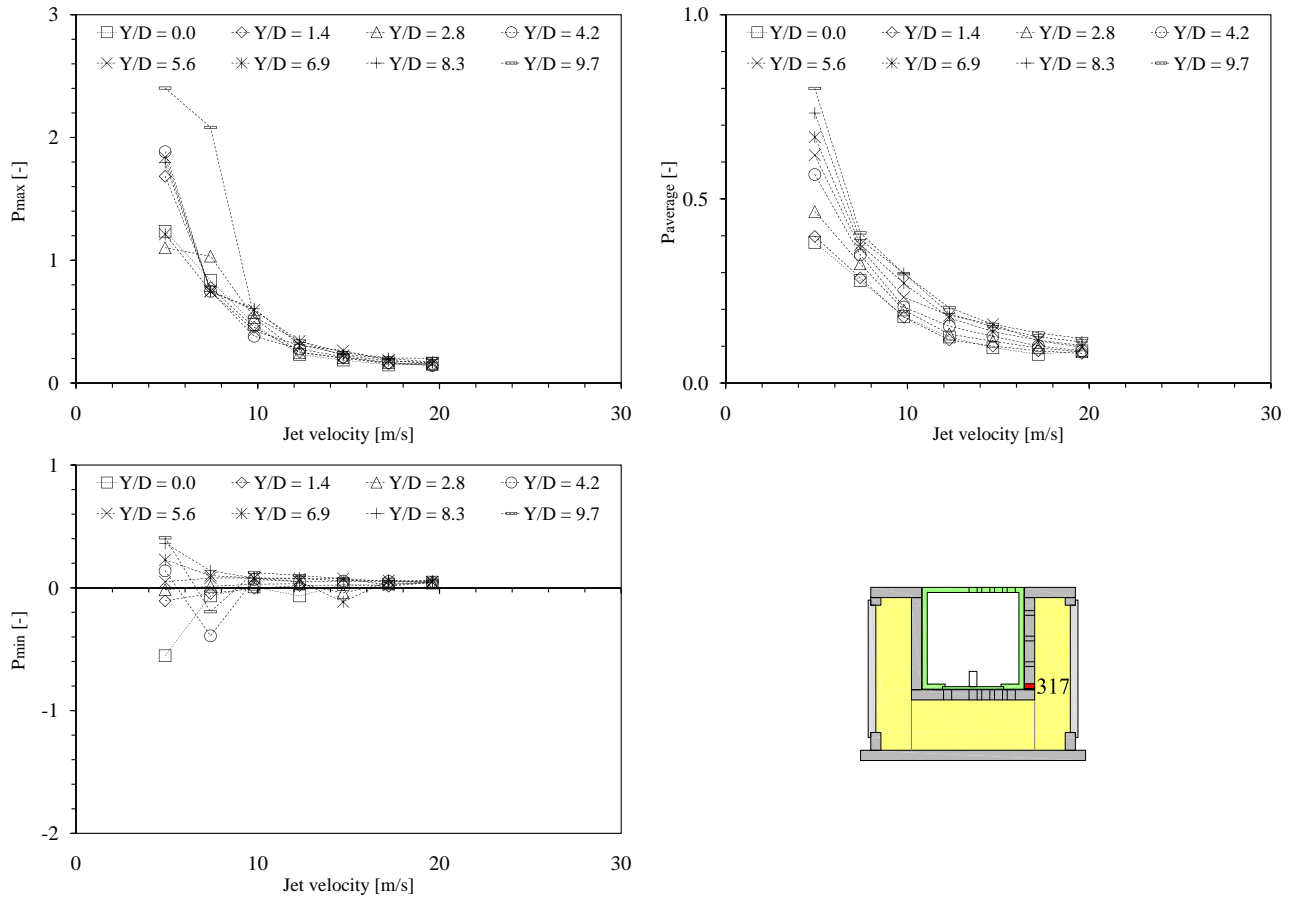 3
Y/D = 0.0 Y/D = 1.4 Y/D = 2.8 Y/D = 4.2
Y/D = 5.6 Y/D = 6.9 Y/D = 8.3 Y/D = 9.7
2
Pmax [-]
1
0
0 10 20 30
Jet velocity [m/s]
1.0
Y/D = 0.0 Y/D = 1.4 Y/D = 2.8 Y/D = 4.2
Y/D = 5.6 Y/D = 6.9 Y/D = 8.3 Y/D = 9.7
Paverage [-]
0.5
0.0
0 10 20 30
Jet velocity [m/s]
1
Y/D = 0.0 Y/D = 1.4 Y/D = 2.8 Y/D = 4.2
Y/D = 5.6 Y/D = 6.9 Y/D = 8.3 Y/D = 9.7
0
Pmin [-]
-1
-2
0 10 20 30
Jet velocity [m/s]
317